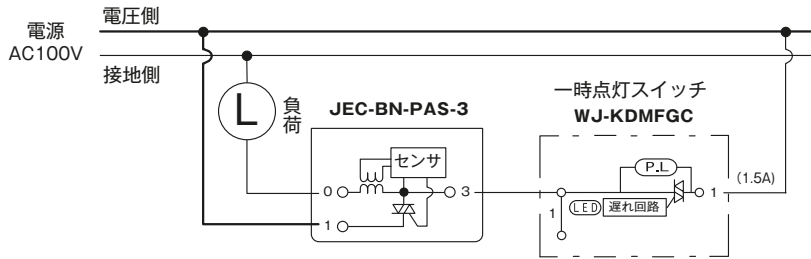 電圧側
電源
AC100V
接地側
L
負荷
JEC-BN-PAS-3
センサ
0
3
1
一時点灯スイッチ
WJ-KDMFGC
P.L
1
(1.5A)
1
LED
遅れ回路